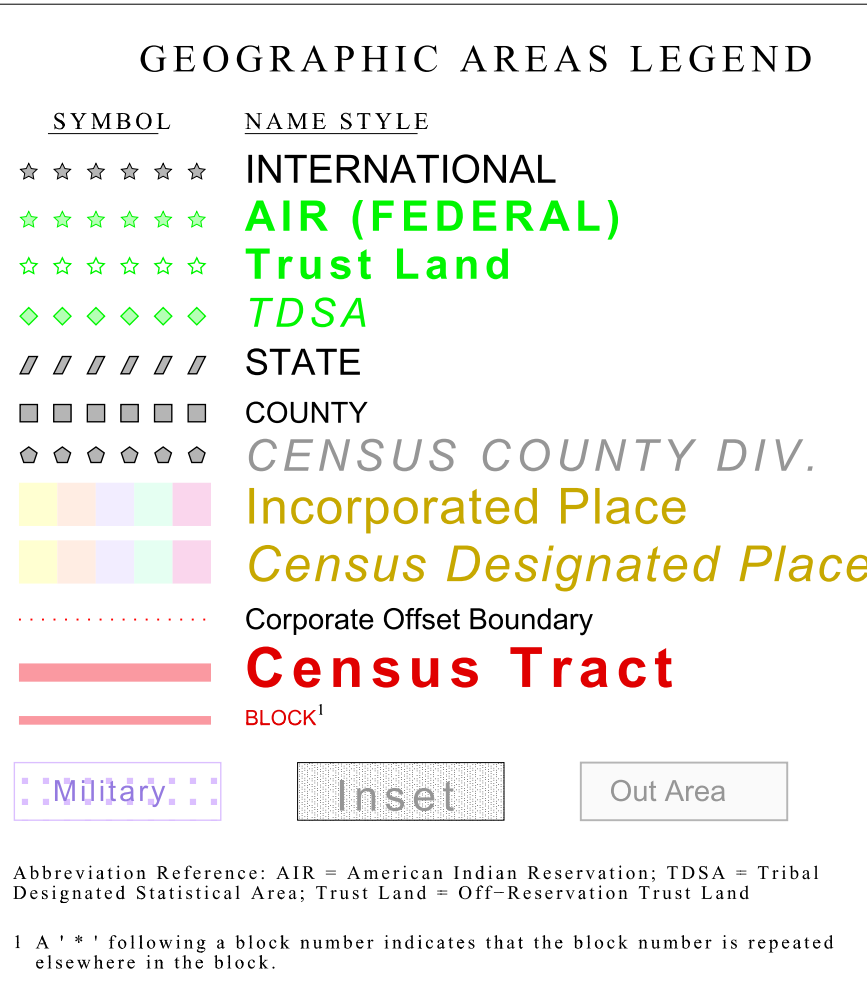 GEOGRAPHIC AREAS LEGEND
SYMBOL NAME STYLE
INTERNATIONAL
AIR (FEDERAL)
Trust Land
TDSA
STATE
COUNTY
CENSUS COUNTY DIV.
Incorporated Place
Census Designated Place
Corporate Offset Boundary
Census Tract
BLOCK¹
Military Inset Out Area
Abbreviation Reference: AIR = American Indian Reservation; TDSA = Tribal
Designated Statistical Area; Trust Land = Off−Reservation Trust Land
1 A ' * ' following a block number indicates that the block number is repeated
elsewhere in the block.